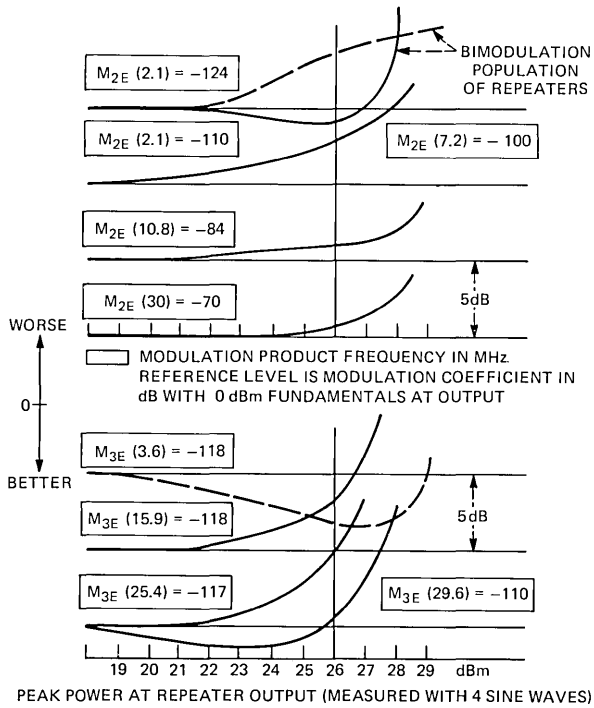 BIMODULATION
POPULATION
OF REPEATERS
M2E (2.1) = −124
M2E (2.1) = −110
M2E (7.2) = − 100
M2E (10.8) = −84
M2E (30) = −70
5dB
WORSE
0
BETTER
MODULATION PRODUCT FREQUENCY IN MHz.
REFERENCE LEVEL IS MODULATION COEFFICIENT IN
dB WITH 0 dBm FUNDAMENTALS AT OUTPUT
M3E (3.6) = −118
M3E (15.9) = −118
5dB
M3E (25.4) = −117
M3E (29.6) = −110
19 20 21 22 23 24 25 26 27 28 29 dBm
PEAK POWER AT REPEATER OUTPUT (MEASURED WITH 4 SINE WAVES)